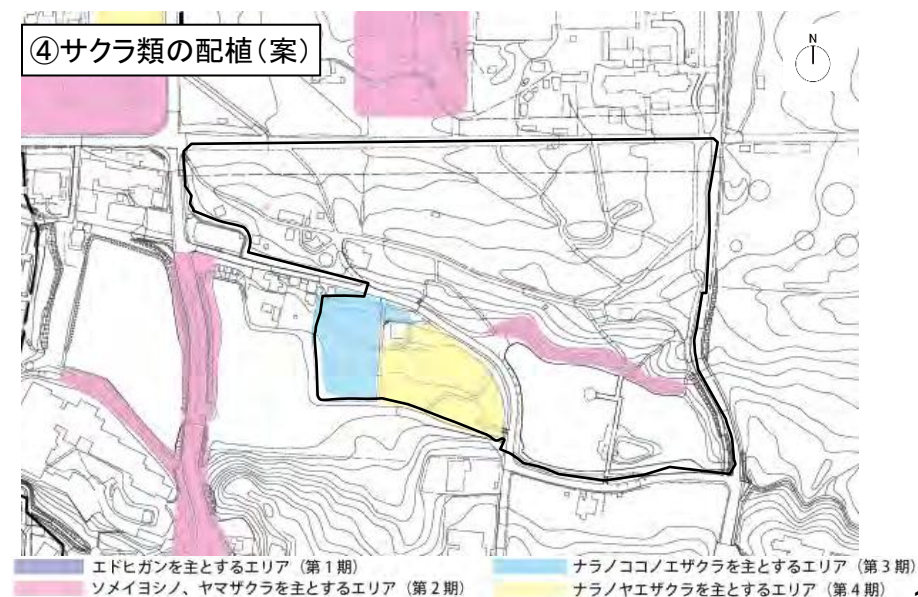 ④サクラ類の配植(案)
N
エドヒガンを主とするエリア（第1期）
ソメイヨシノ、ヤマザクラを主とするエリア（第2期）
ナラノココノエザクラを主とするエリア（第3期）
ナラノヤエザクラを主とするエリア（第4期）